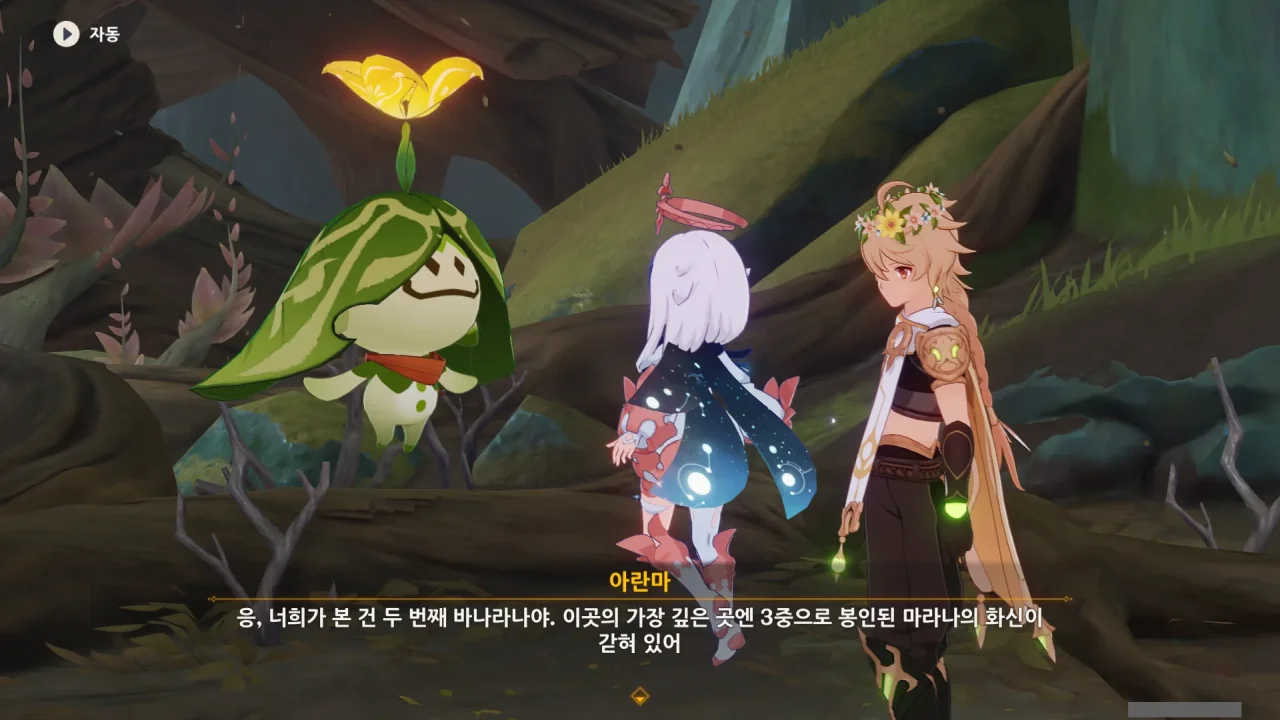 자동
아란마
응, 너희가 본 건 두 번째 바나라나야. 이곳의 가장 깊은 곳엔 3중으로 봉인된 마라나의 화신이
갇혀 있어